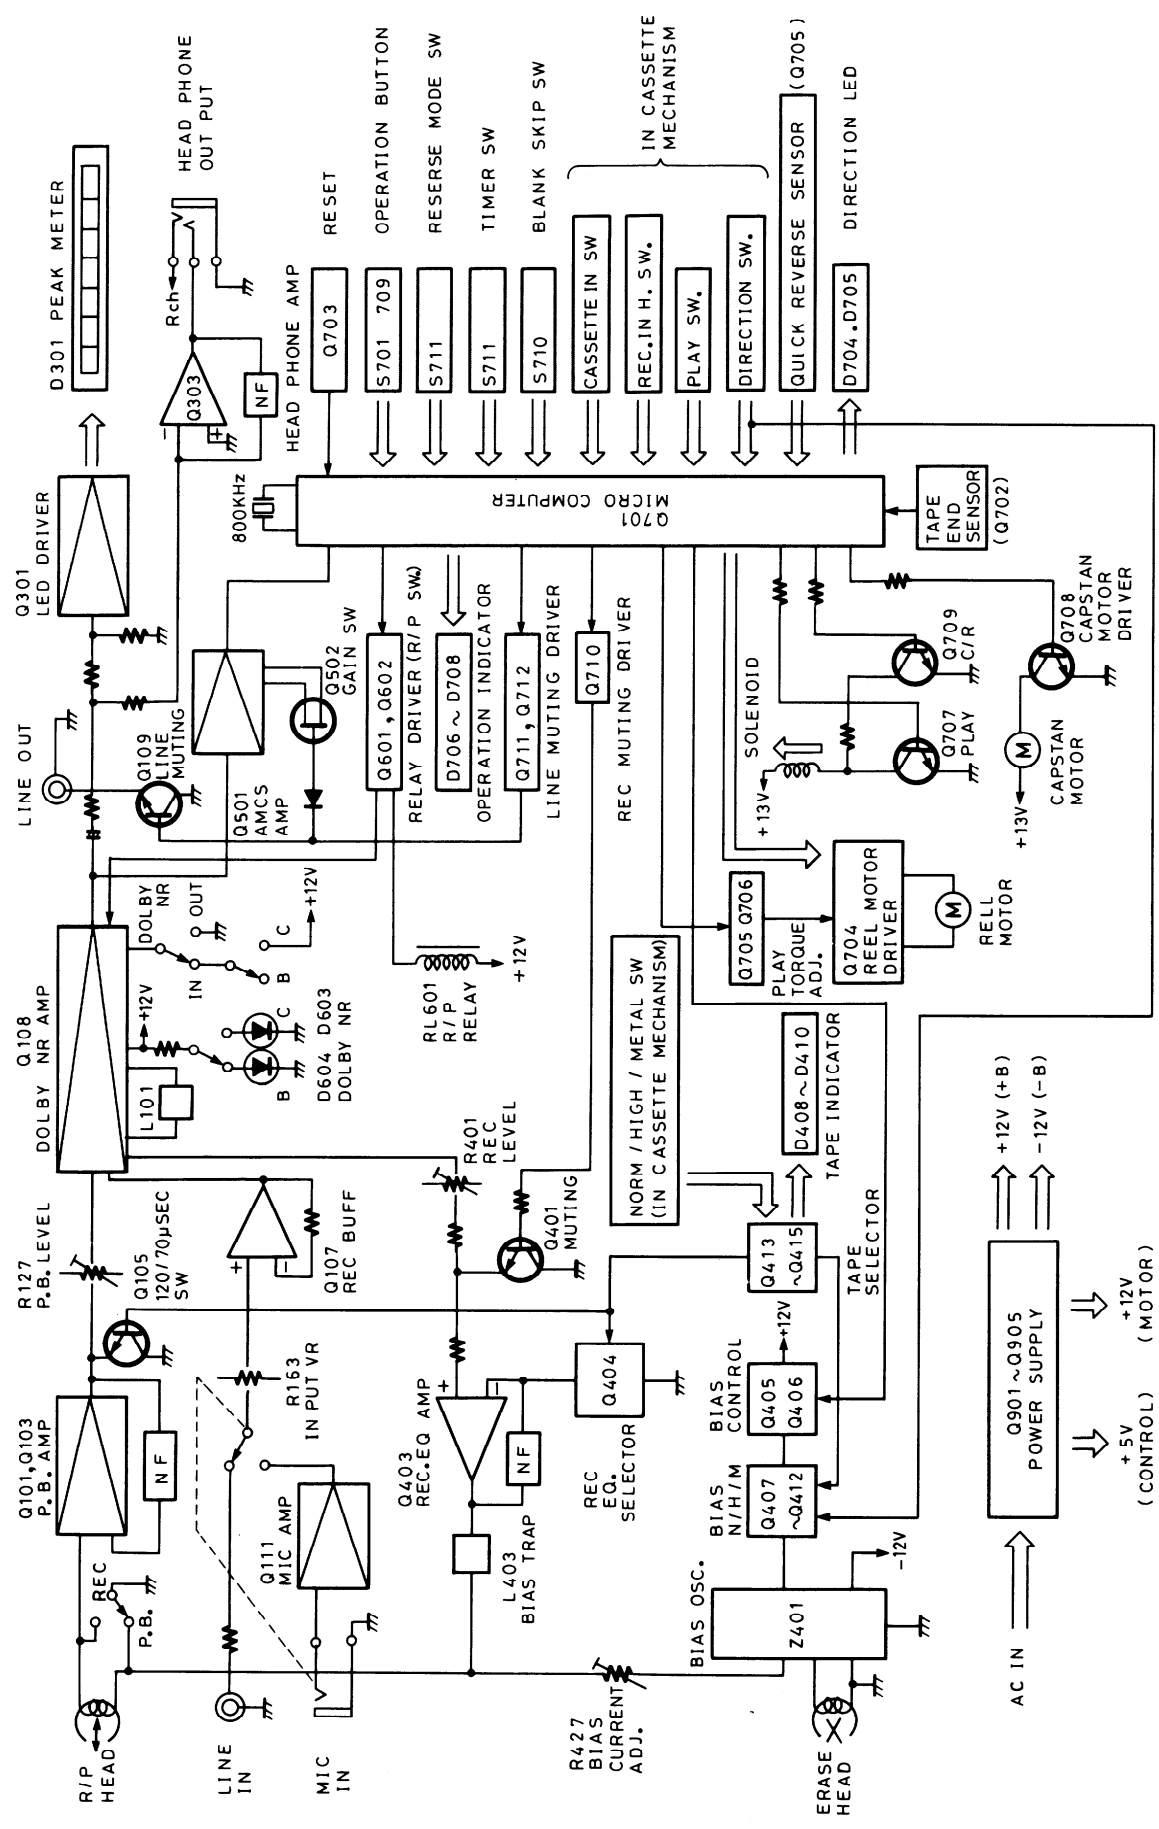 R/P
HEAD
REC
P.B.
Q101,Q103
P.B.AMP
NF
R127
P.B.LEVEL
Q105
120/70µSEC
SW
Q108
DOLBY NR AMP
L101
+12V
B
C
D604 D603
DOLBY NR
DOLBY
NR
IN
OUT
B
C
+12V
LINE OUT
Q109
LINE
MUTING
Q301
LED DRIVER
D301 PEAK METER
HEAD PHONE
OUT PUT
Rch
Q303
-
+
NF
HEAD PHONE AMP
LINE
IN
MIC
IN
Q111
MIC AMP
R163
IN PUT VR
+
-
Q107
REC BUFF
Q501
AMCS
AMP
Q502
GAIN SW
800KHz
Q701
MICRO COMPUTER
Q703
RESET
S701 709
OPERATION BUTTON
S711
RESERSE MODE SW
S711
TIMER SW
S710
BLANK SKIP SW
CASSETTE IN SW
REC.IN H. SW.
PLAY SW.
DIRECTION SW.
IN CASSETTE
MECHANISM
QUICK REVERSE SENSOR
(Q705)
D704.D705
DIRECTION LED
TAPE
END
SENSOR
(Q702)
Q601,Q602
RELAY DRIVER(R/P SW.)
D706~D708
OPERATION INDICATOR
Q711,Q712
LINE MUTING DRIVER
Q710
REC MUTING DRIVER
RL601
R/P
RELAY
+12V
R401
REC
LEVEL
Q401
MUTING
Q403
REC.EQ AMP
+
-
NF
L403
BIAS TRAP
Q404
REC
EQ.
SELECTOR
R427
BIAS
CURRENT
ADJ.
BIAS OSC.
Z401
-12V
ERASE
HEAD
BIAS
N/H/M
Q407
~Q412
BIAS
CONTROL
Q405
Q406
+12V
Q413
~Q415
TAPE
SELECTOR
NORM/HIGH/METAL SW
(IN CASSETTE MECHANISM)
D408~D410
TAPE INDICATOR
Q705 Q706
PLAY
TORQUE
ADJ.
Q704
REEL MOTOR
DRIVER
M
RELL
MOTOR
SOLENOID
+13V
Q707
PLAY
Q709
C/R
Q708
CAPSTAN
MOTOR
DRIVER
M
+13V
CAPSTAN
MOTOR
AC IN
Q901~Q905
POWER SUPPLY
+12V(+B)
-12V(-B)
+5V
(CONTROL)
+12V
(MOTOR)